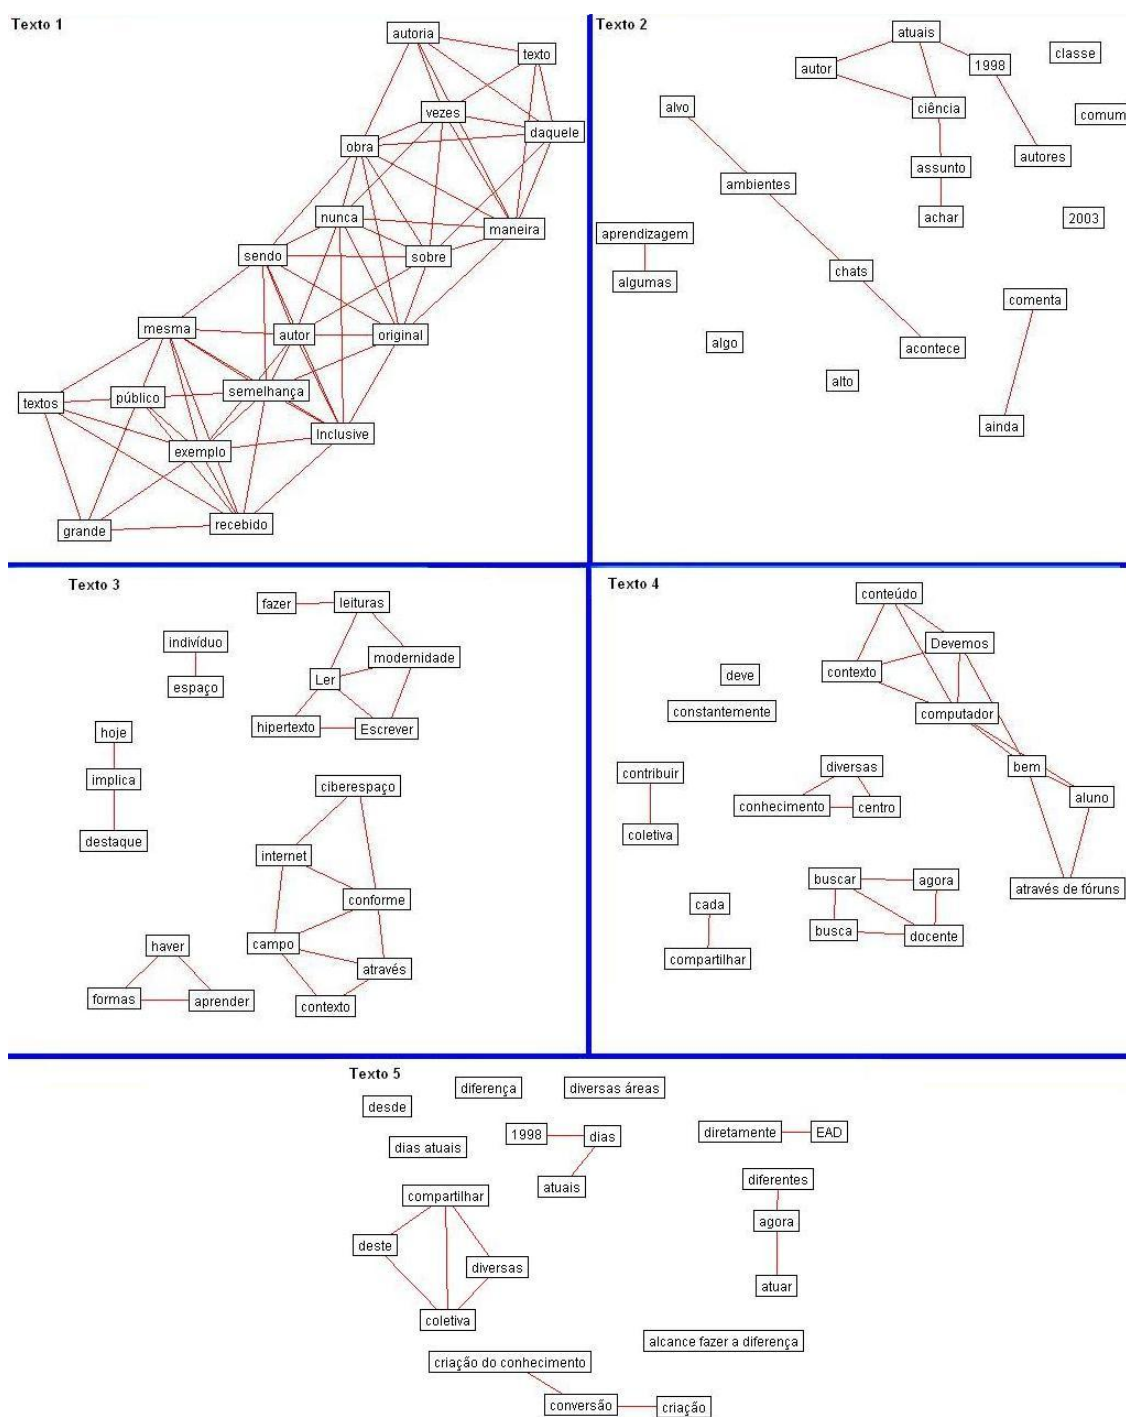 Texto 1
autoria
texto
vezes
daquele
obra
nunca
maneira
sendo
sobre
mesma
autor
original
público
semelhança
textos
Inclusive
exemplo
grande
recebido
Texto 2
atuais
classe
autor
1998
alvo
ciência
comum
autores
assunto
ambientes
achar
2003
aprendizagem
chats
algumas
comenta
algo
acontece
alto
ainda
Texto 3
fazer
leituras
indivíduo
modernidade
Ler
espaço
hipertexto
Escrever
hoje
implica
ciberespaço
destaque
internet
conforme
campo
haver
através
formas
aprender
contexto
Texto 4
conteúdo
Devemos
contexto
deve
constantemente
computador
bem
contribuir
diversas
aluno
conhecimento
centro
coletiva
buscar
agora
através de fóruns
cada
busca
docente
compartilhar
Texto 5
diferença
diversas áreas
desde
1998
dias
diretamente
EAD
dias atuais
atuais
diferentes
compartilhar
agora
deste
diversas
atuar
coletiva
alcance fazer a diferença
criação do conhecimento
conversão
criação